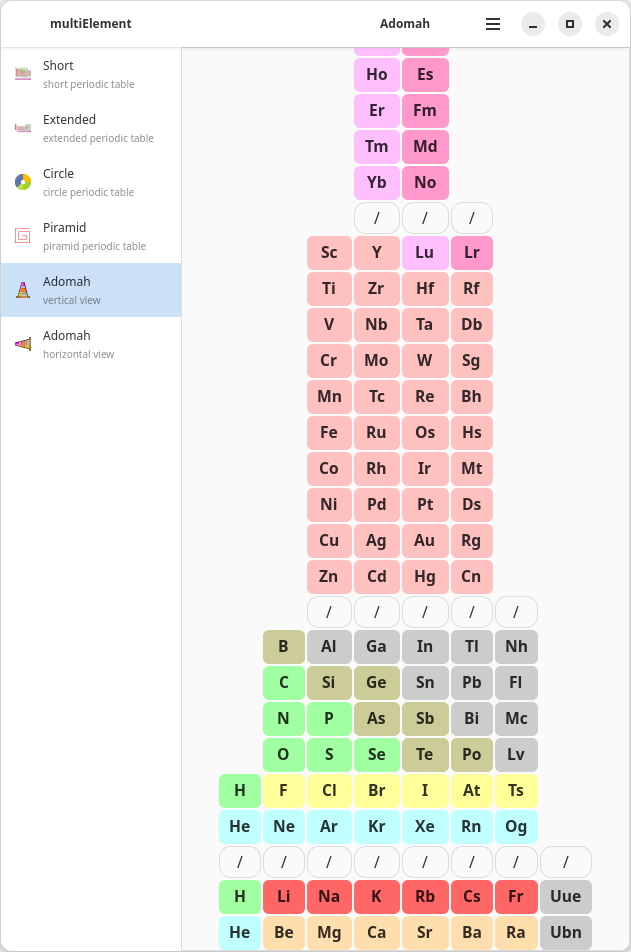 multiElement Adomah
Short
short periodic table
Extended
extended periodic table
Circle
circle periodic table
Piramid
piramid periodic table
Adomah
vertical view
Adomah
horizontal view
Ho Es
Er Fm
Tm Md
Yb No
/ / /
Sc Y Lu Lr
Ti Zr Hf Rf
V Nb Ta Db
Cr Mo W Sg
Mn Tc Re Bh
Fe Ru Os Hs
Co Rh Ir Mt
Ni Pd Pt Ds
Cu Ag Au Rg
Zn Cd Hg Cn
/ / / / /
B Al Ga In Tl Nh
C Si Ge Sn Pb Fl
N P As Sb Bi Mc
O S Se Te Po Lv
H F Cl Br I At Ts
He Ne Ar Kr Xe Rn Og
/ / / / / / / /
H Li Na K Rb Cs Fr Uue
He Be Mg Ca Sr Ba Ra Ubn